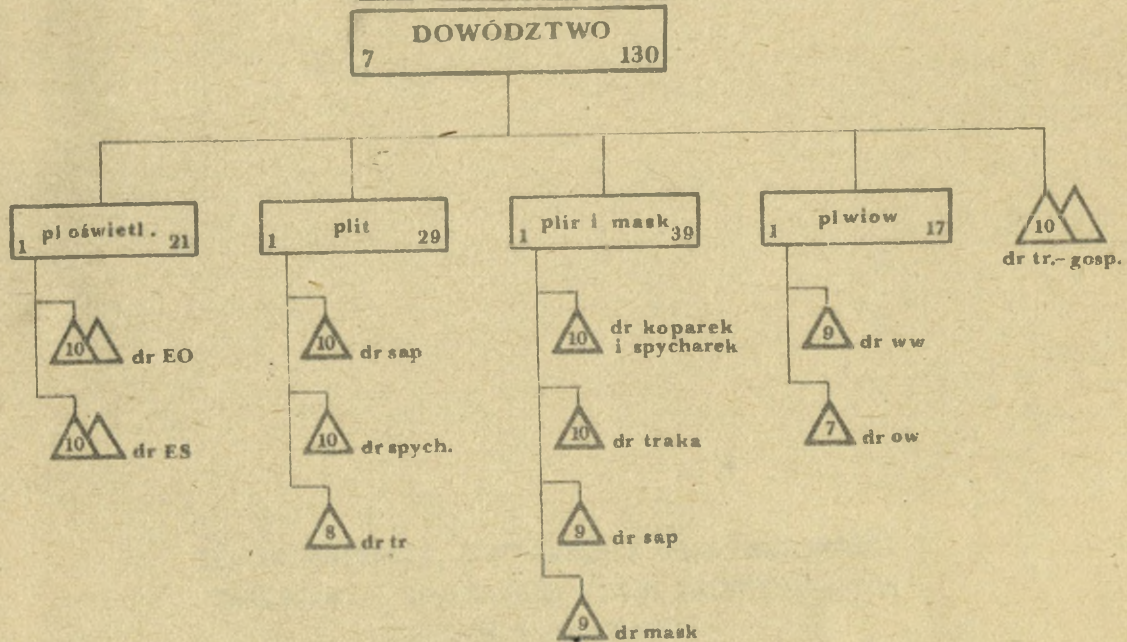 DOWÓDZTWO
7 130
1 pl oświetl. 21
1 plit 29
1 plir i mask 39
1 pl wiow 17
10
dr tr.-gosp.
10 dr EO
10 dr ES
10 dr sap
10 dr spych.
8 dr tr
10 dr koparek
i spycharek
10 dr traka
9 dr sap
9 dr mask
9 dr ww
7 dr ow